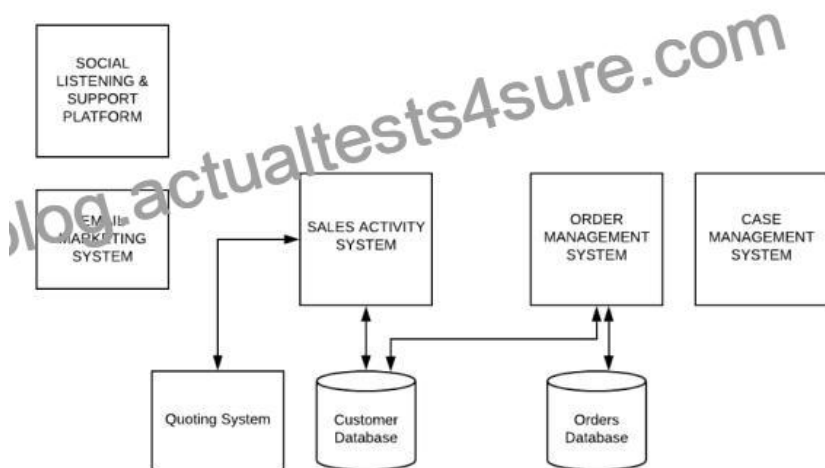 SOCIAL
LISTENING &
SUPPORT
PLATFORM
blog.actualtests4sure.com
EMAIL
MARKETING
SYSTEM
SALES ACTIVITY
SYSTEM
ORDER
MANAGEMENT
SYSTEM
CASE
MANAGEMENT
SYSTEM
Quoting System
Customer
Database
Orders
Database